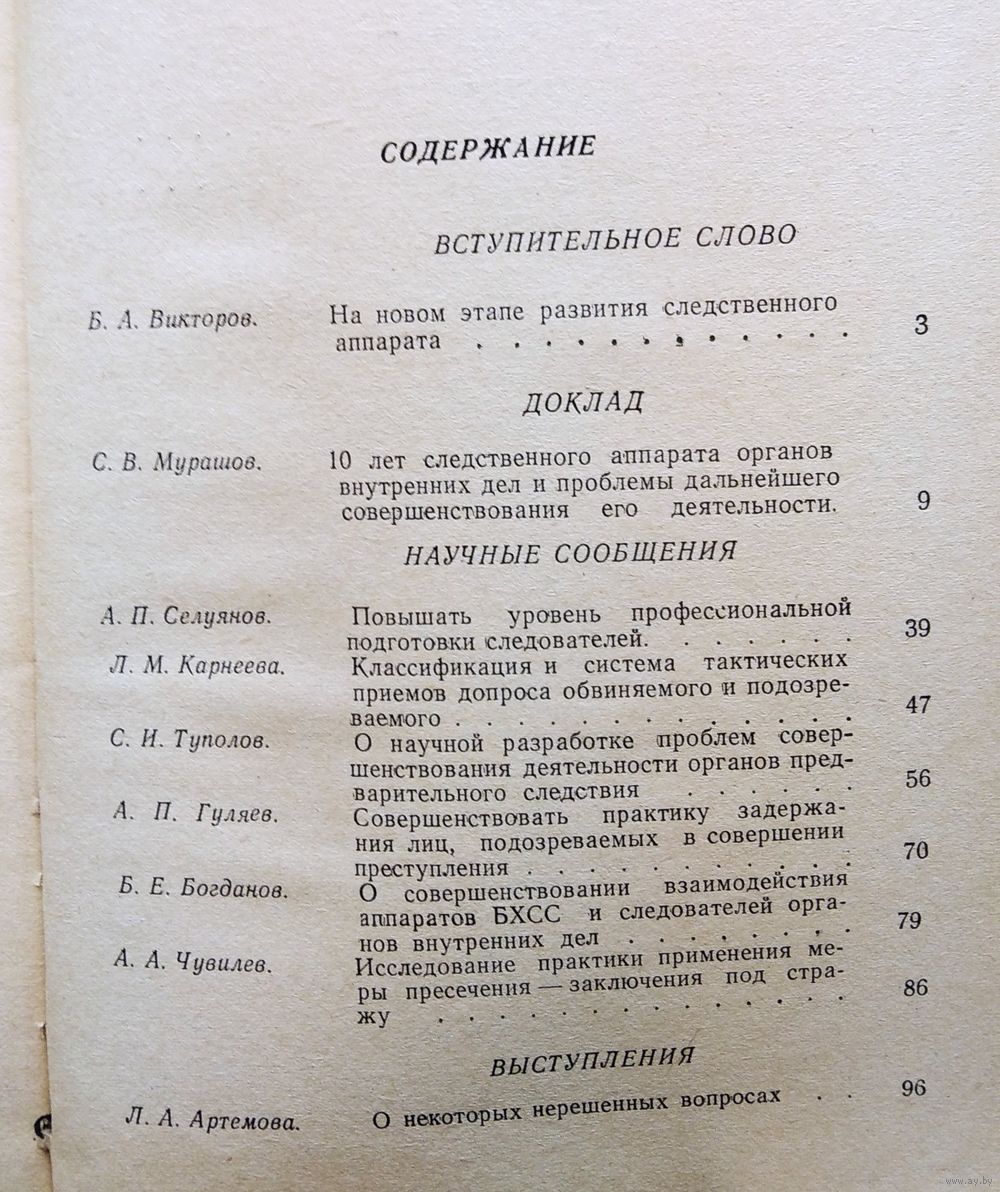 СОДЕРЖАНИЕ
ВСТУПИТЕЛЬНОЕ СЛОВО
Б. А. Викторов. На новом этапе развития следственного
аппарата . . . . . . . . . . . 3
ДОКЛАД
С. В. Мурашов. 10 лет следственного аппарата органов
внутренних дел и проблемы дальнейшего
совершенствования его деятельности. 9
НАУЧНЫЕ СООБЩЕНИЯ
А. П. Селуянов. Повышать уровень профессиональной
подготовки следователей. . . . . . . 39
Л. М. Карнеева. Классификация и система тактических
приемов допроса обвиняемого и подозре-
ваемого . . . . . . . . . . . . 47
С. И. Туполов. О научной разработке проблем совер-
шенствования деятельности органов пред-
варительного следствия . . . . . . 56
А. П. Гуляев. Совершенствовать практику задержа-
ния лиц, подозреваемых в совершении
преступления . . . . . . . . . . 70
Б. Е. Богданов. О совершенствовании взаимодействия
аппаратов БХСС и следователей орга-
нов внутренних дел . . . . . . . 79
А. А. Чувилев. Исследование практики применения ме-
ры пресечения — заключения под стра-
жу . . . . . . . . . . . . 86
ВЫСТУПЛЕНИЯ
Л. А. Артемова. О некоторых нерешенных вопросах . . 96
www.ay.by